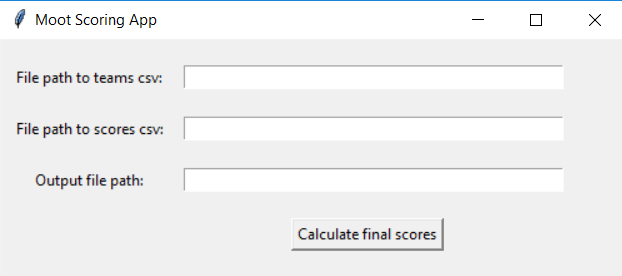 Moot Scoring App
File path to teams csv:
File path to scores csv:
Output file path:
Calculate final scores